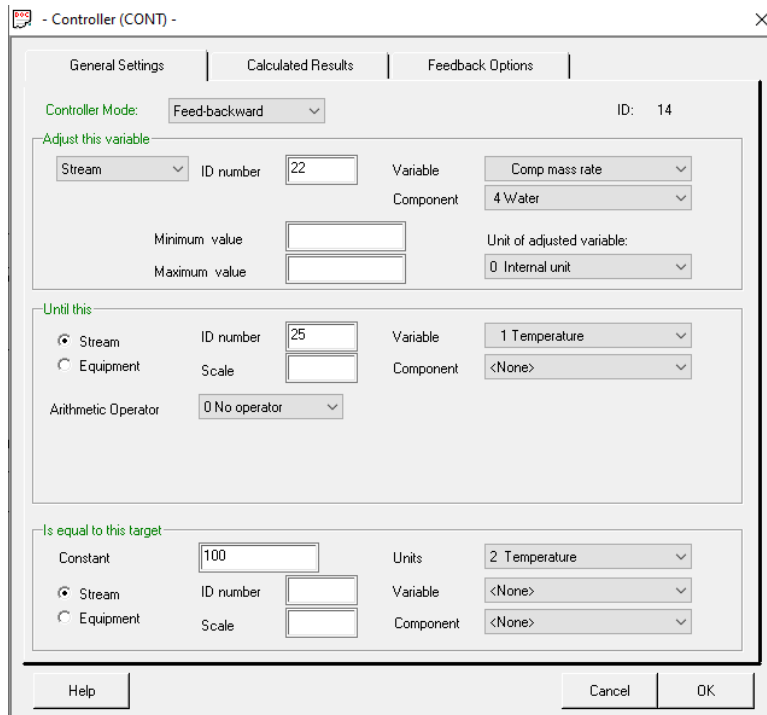 - Controller (CONT) -
General Settings Calculated Results Feedback Options
Controller Mode: Feed-backward ID: 14
Adjust this variable
Stream ID number 22 Variable Comp mass rate
Component 4 Water
Minimum value Unit of adjusted variable:
Maximum value 0 Internal unit
Until this
Stream ID number 25 Variable 1 Temperature
Equipment Scale Component <None>
Arithmetic Operator 0 No operator
Is equal to this target
Constant 100 Units 2 Temperature
Stream ID number Variable <None>
Equipment Scale Component <None>
Help Cancel OK